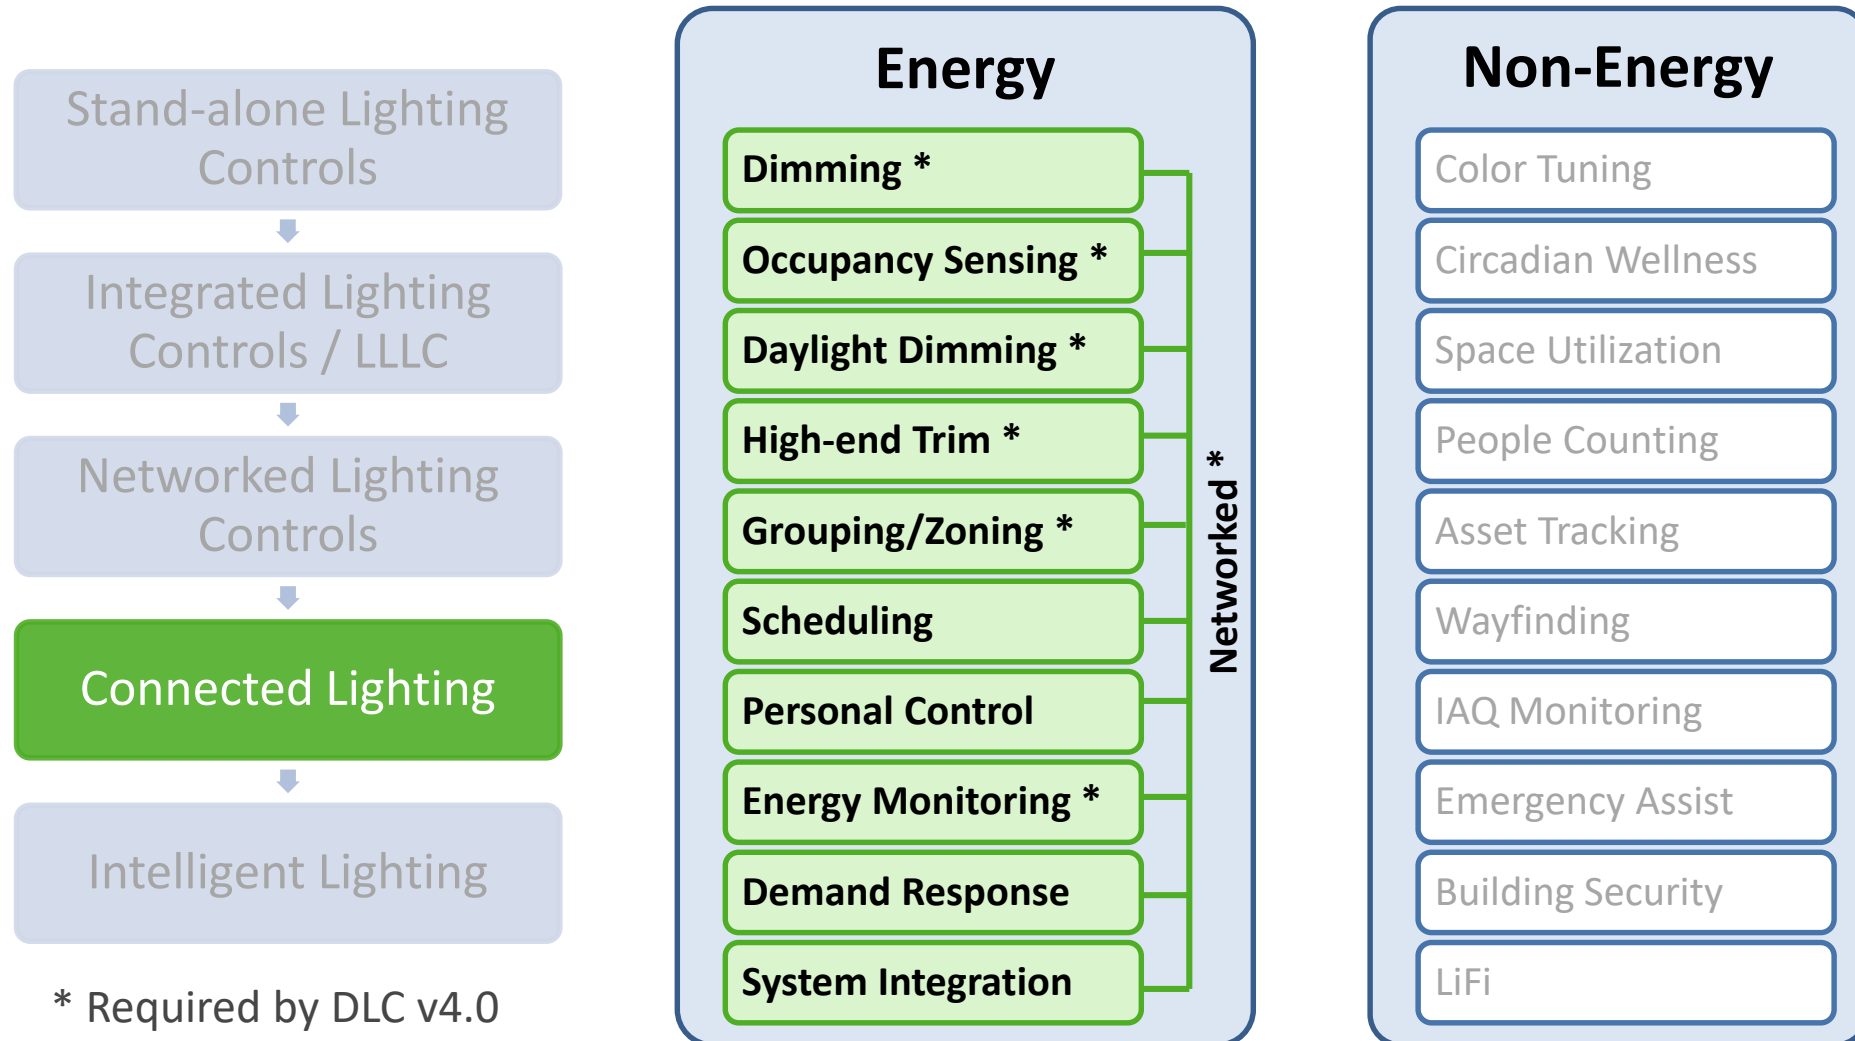 Stand-alone Lighting
Controls
Integrated Lighting
Controls / LLLC
Networked Lighting
Controls
Connected Lighting
Intelligent Lighting
* Required by DLC v4.0
Energy
Dimming *
Occupancy Sensing *
Daylight Dimming *
High-end Trim *
Grouping/Zoning *
Scheduling
Personal Control
Energy Monitoring *
Demand Response
System Integration
Networked *
Non-Energy
Color Tuning
Circadian Wellness
Space Utilization
People Counting
Asset Tracking
Wayfinding
IAQ Monitoring
Emergency Assist
Building Security
LiFi